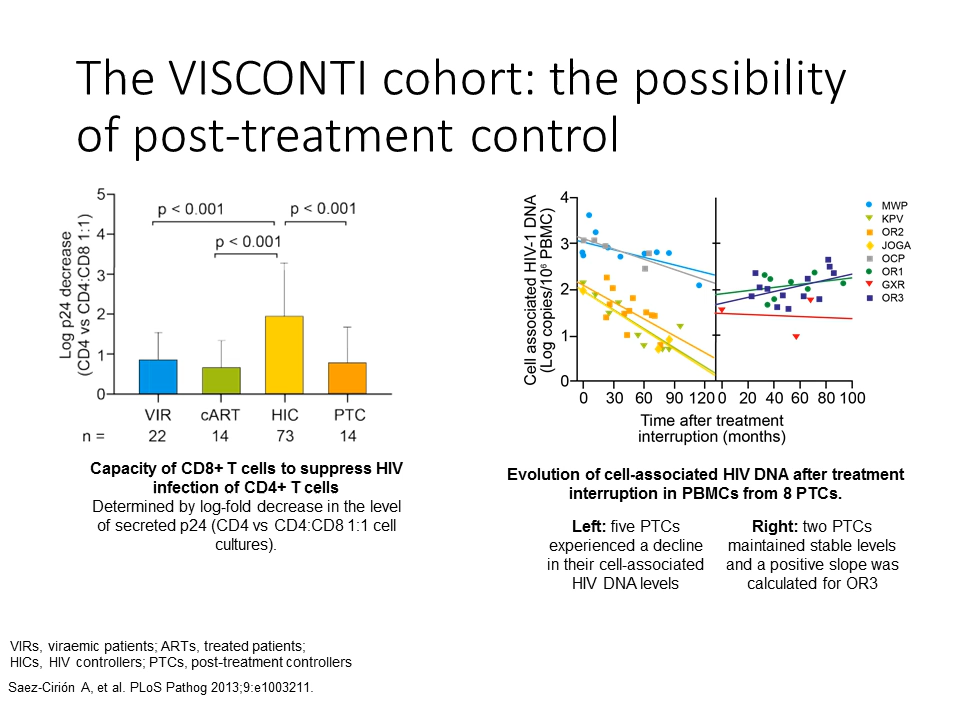 The VISCONTI cohort: the possibility
of post-treatment control
5
4
3
2
1
0
Log p24 decrease
(CD4 vs CD4:CD8 1:1)
p < 0.001
p < 0.001
p < 0.001
VIR
cART
HIC
PTC
n =
22
14
73
14
Capacity of CD8+ T cells to suppress HIV
infection of CD4+ T cells
Determined by log-fold decrease in the level
of secreted p24 (CD4 vs CD4:CD8 1:1 cell
cultures).
Cell associated HIV-1 DNA
(Log copies/10⁶ PBMC)
4
3
2
1
0
0 30 60 90 120
0 20 40 60 80 100
Time after treatment
interruption (months)
MWP
KPV
OR2
JOGA
OCP
OR1
GXR
OR3
Evolution of cell-associated HIV DNA after treatment
interruption in PBMCs from 8 PTCs.
Left: five PTCs
experienced a decline
in their cell-associated
HIV DNA levels
Right: two PTCs
maintained stable levels
and a positive slope was
calculated for OR3
VIRs, viraemic patients; ARTs, treated patients;
HICs, HIV controllers; PTCs, post-treatment controllers
Saez-Cirión A, et al. PLoS Pathog 2013;9:e1003211.